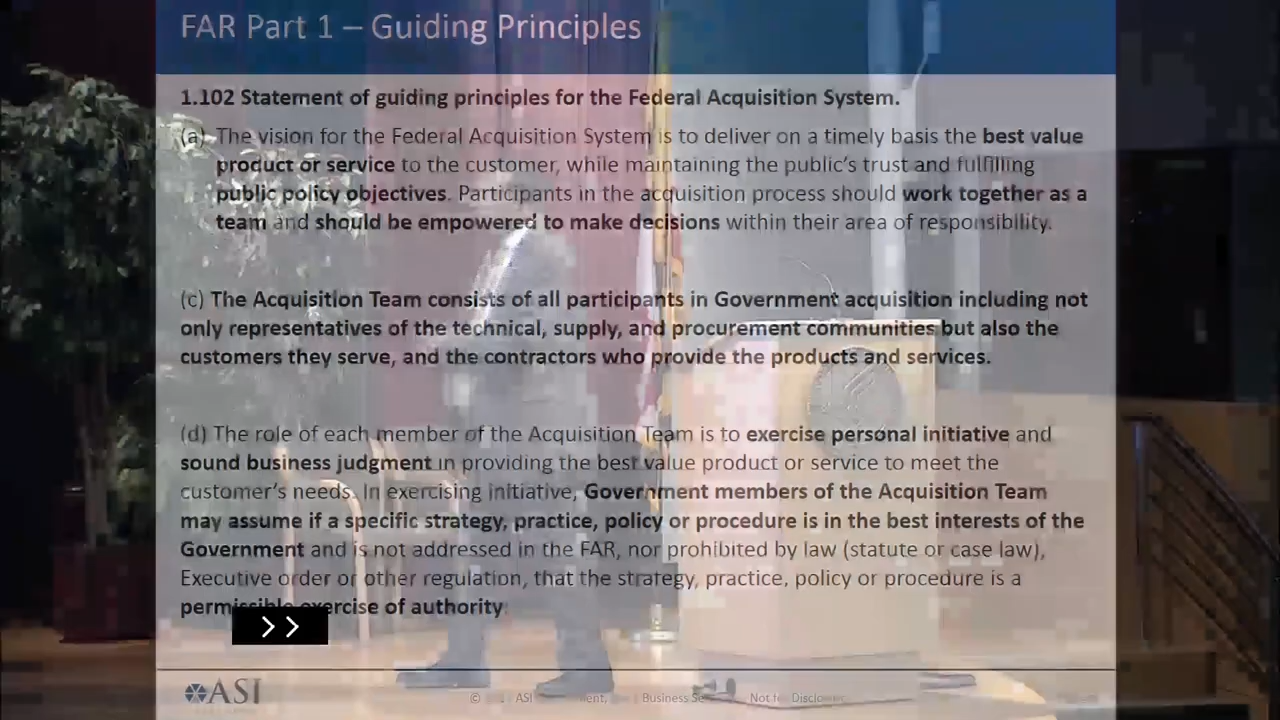 FAR Part 1 – Guiding Principles
1.102 Statement of guiding principles for the Federal Acquisition System.
(a) The vision for the Federal Acquisition System is to deliver on a timely basis the best value
product or service to the customer, while maintaining the public’s trust and fulfilling
public policy objectives. Participants in the acquisition process should work together as a
team and should be empowered to make decisions within their area of responsibility.
(c) The Acquisition Team consists of all participants in Government acquisition including not
only representatives of the technical, supply, and procurement communities but also the
customers they serve, and the contractors who provide the products and services.
(d) The role of each member of the Acquisition Team is to exercise personal initiative and
sound business judgment in providing the best value product or service to meet the
customer’s needs. In exercising initiative, Government members of the Acquisition Team
may assume if a specific strategy, practice, policy or procedure is in the best interests of the
Government and is not addressed in the FAR, nor prohibited by law (statute or case law),
Executive order or other regulation, that the strategy, practice, policy or procedure is a
permissible exercise of authority.
>>
ASI
© ASI Business Not for